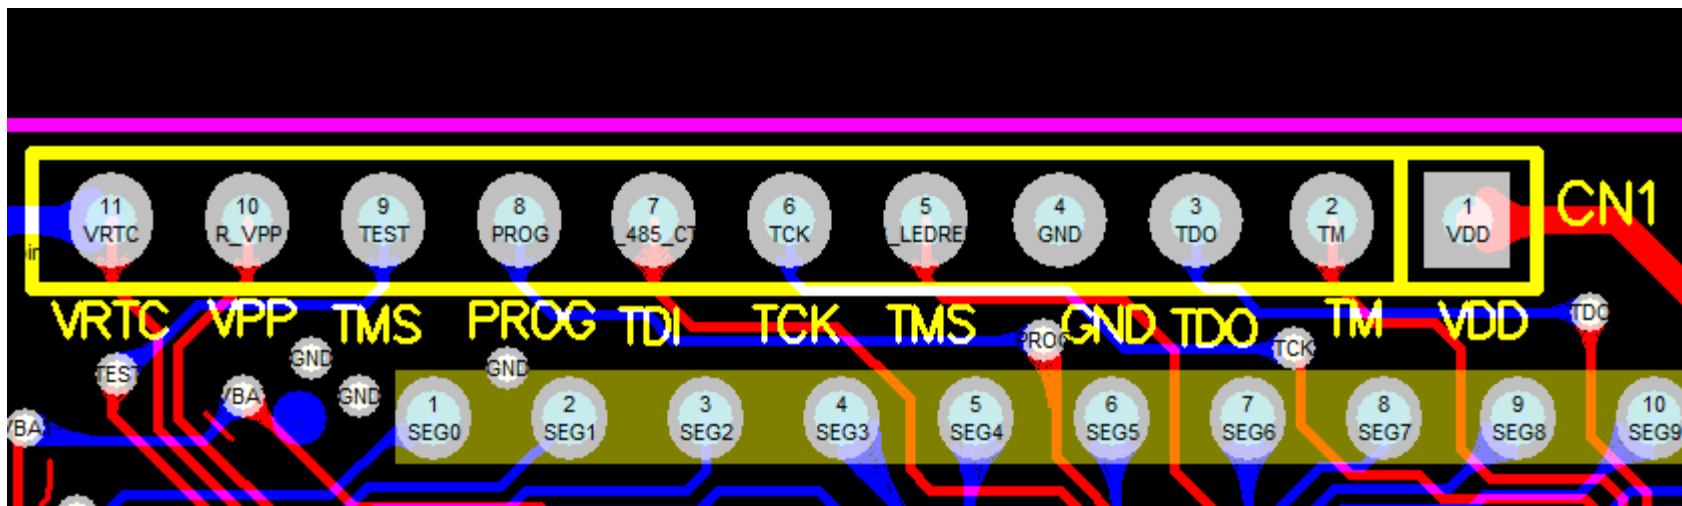 11 10 9 8 7 6 5 4 3 2 1
VRTC R_VPP TEST PROG _485_CT TCK _LEDRE GND TDO TM VDD
CN1
VRTC VPP TMS PROG TDI TCK TMS GND TDO TM VDD
TDO
PROG
TCK
GND
GND
TEST
VBA
GND
VBA
1 2 3 4 5 6 7 8 9 10
SEG0 SEG1 SEG2 SEG3 SEG4 SEG5 SEG6 SEG7 SEG8 SEG9